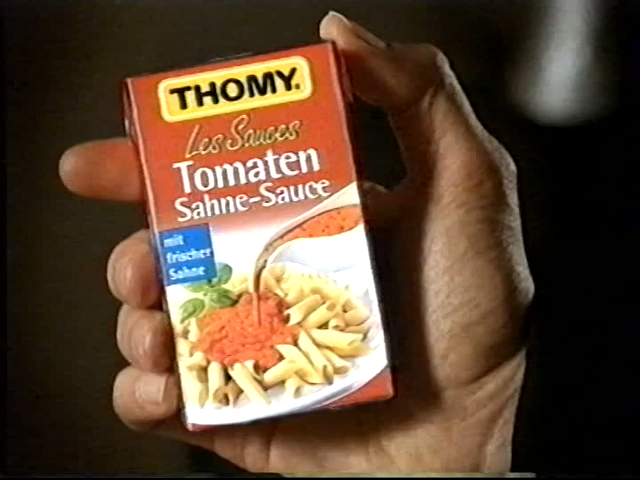 THOMY.
Les Sauces
Tomaten
Sahne-Sauce
mit
frischer
Sahne